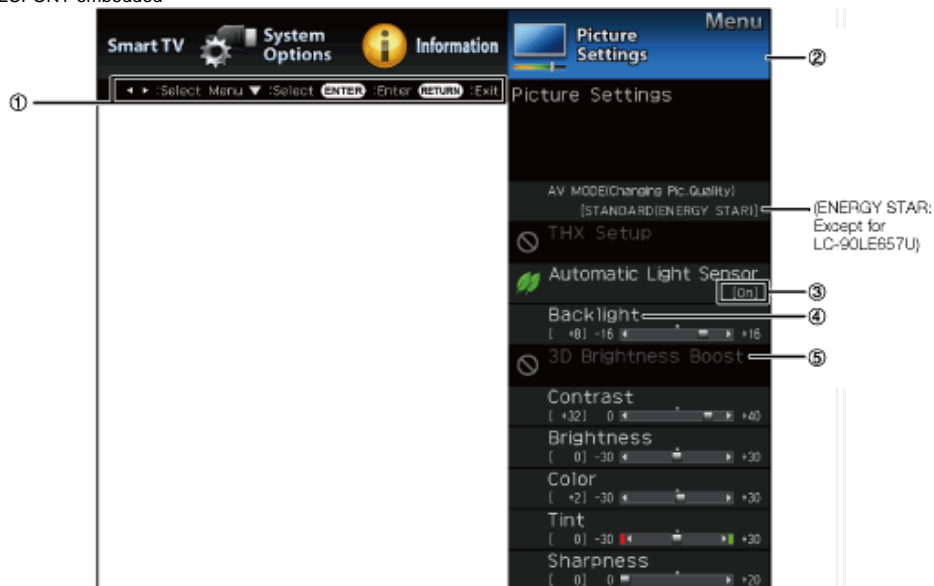 Menu
Smart TV
System
Options
Information
Picture
Settings
②
①
◄ ► :Select Menu ▼ :Select ENTER :Enter RETURN :Exit
Picture Settings
AV MODE(Changing Pic.Quality)
[STANDARD(ENERGY STAR)]
(ENERGY STAR:
Except for
LC-90LE657U)
THX Setup
Automatic Light Sensor
[On]
③
Backlight
④
[ +8] -16 +16
3D Brightness Boost
⑤
Contrast
[ +32] 0 +40
Brightness
[ 0] -30 +30
Color
[ +2] -30 +30
Tint
[ 0] -30 +30
Sharpness
[ 0] 0 +20